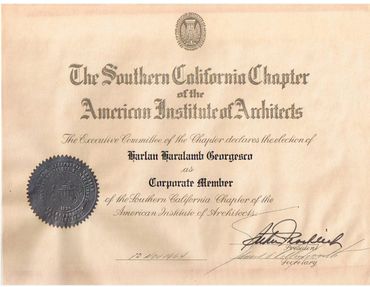 The Southern California Chapter
of the
American Institute of Architects
The Executive Committee of the Chapter declares the election of
Harlan Haralamb Georgesco
as
Corporate Member
of the Southern California Chapter of the
American Institute of Architects.
President
Secretary